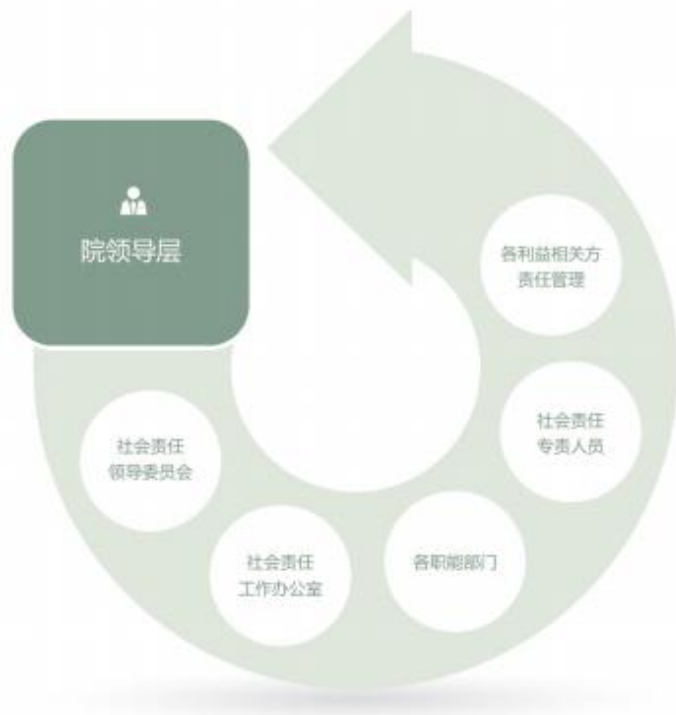 院领导层
社会责任
领导委员会
社会责任
工作办公室
各职能部门
社会责任
专责人员
各利益相关方
责任管理